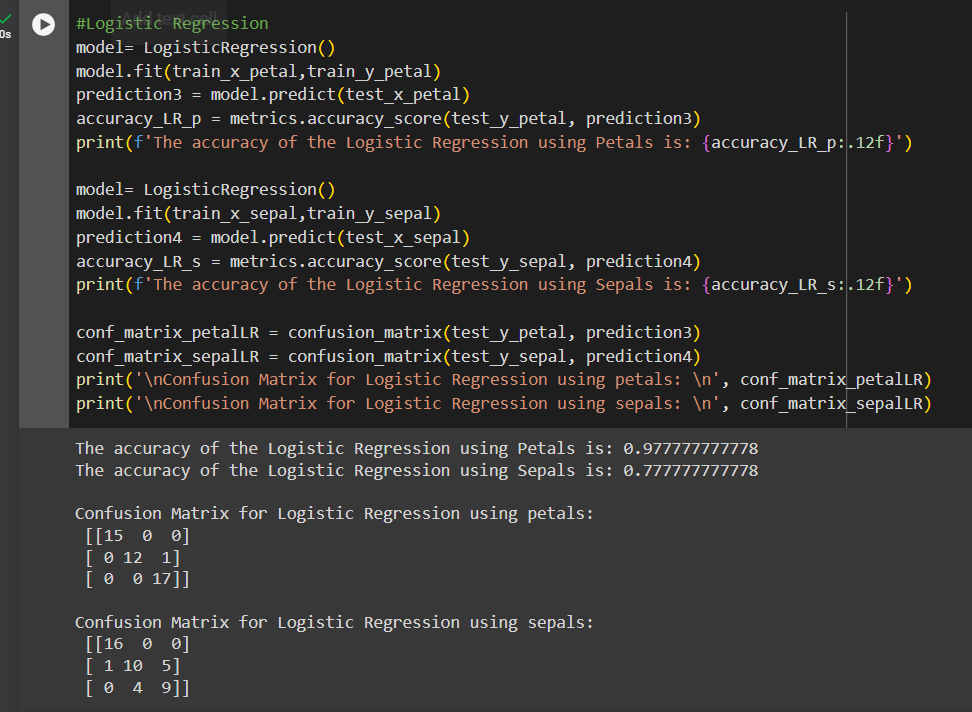 Add text cell
0s
#Logistic Regression
model= LogisticRegression()
model.fit(train_x_petal,train_y_petal)
prediction3 = model.predict(test_x_petal)
accuracy_LR_p = metrics.accuracy_score(test_y_petal, prediction3)
print(f'The accuracy of the Logistic Regression using Petals is: {accuracy_LR_p:.12f}')
model= LogisticRegression()
model.fit(train_x_sepal,train_y_sepal)
prediction4 = model.predict(test_x_sepal)
accuracy_LR_s = metrics.accuracy_score(test_y_sepal, prediction4)
print(f'The accuracy of the Logistic Regression using Sepals is: {accuracy_LR_s:.12f}')
conf_matrix_petalLR = confusion_matrix(test_y_petal, prediction3)
conf_matrix_sepalLR = confusion_matrix(test_y_sepal, prediction4)
print('\nConfusion Matrix for Logistic Regression using petals: \n', conf_matrix_petalLR)
print('\nConfusion Matrix for Logistic Regression using sepals: \n', conf_matrix_sepalLR)
The accuracy of the Logistic Regression using Petals is: 0.977777777778
The accuracy of the Logistic Regression using Sepals is: 0.777777777778
Confusion Matrix for Logistic Regression using petals:
[[15  0  0]
[ 0 12  1]
[ 0  0 17]]
Confusion Matrix for Logistic Regression using sepals:
[[16  0  0]
[ 1 10  5]
[ 0  4  9]]